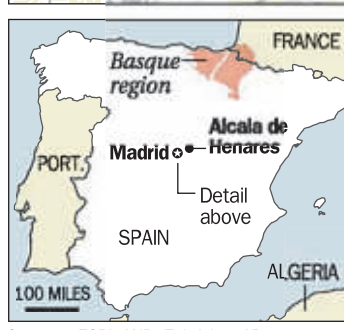 FRANCE
Basque
region
Alcala de
Henares
Madrid
PORT.
Detail
above
SPAIN
ALGERIA
100 MILES